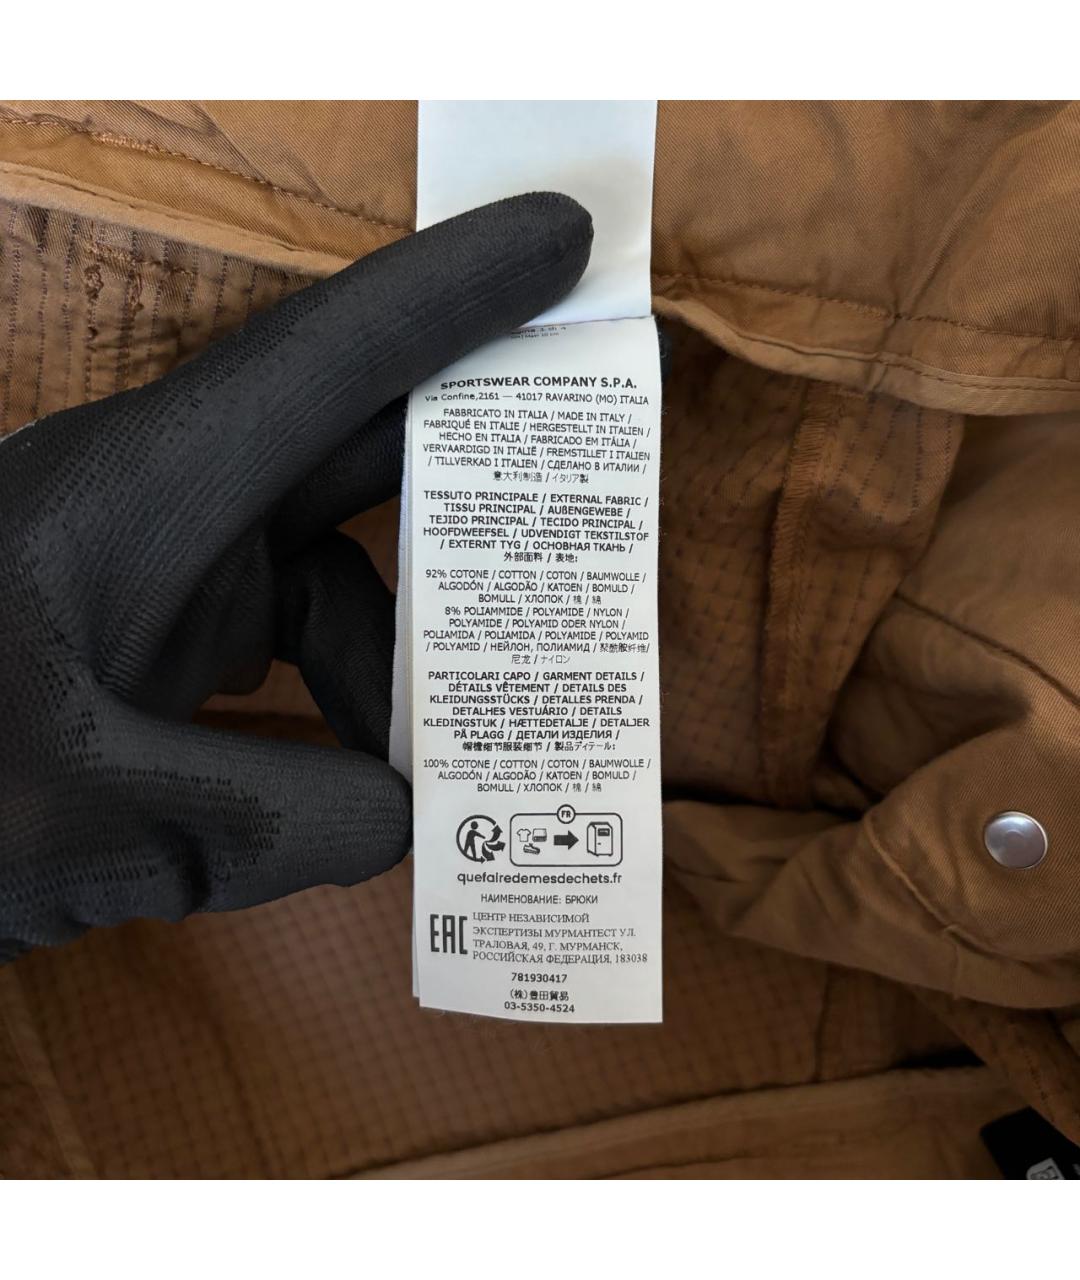 SPORTSWEAR COMPANY S.P.A.
Via Confine,2161 — 41017 RAVARINO (MO) ITALIA
FABBRICATO IN ITALIA / MADE IN ITALY /
FABRIQUÉ EN ITALIE / HERGESTELLT IN ITALIEN /
HECHO EN ITALIA / FABRICADO EM ITÁLIA /
VERVAARDIGD IN ITALIË / FREMSTILLET I ITALIEN
/ TILLVERKAD I ITALIEN / СДЕЛАНО В ИТАЛИИ /
意大利制造 / イタリア製
TESSUTO PRINCIPALE / EXTERNAL FABRIC /
TISSU PRINCIPAL / AUßENGEWEBE /
TEJIDO PRINCIPAL / TECIDO PRINCIPAL /
HOOFDWEEFSEL / UDVENDIGT TEKSTILSTOF
/ EXTERNT TYG / ОСНОВНАЯ ТКАНЬ /
外部面料 / 表地:
92% COTONE / COTTON / COTON / BAUMWOLLE /
ALGODÓN / ALGODÃO / KATOEN / BOMULD /
BOMULL / ХЛОПОК / 棉 / 綿
8% POLIAMMIDE / POLYAMIDE / NYLON /
POLYAMIDE / POLYAMID ODER NYLON /
POLIAMIDA / POLIAMIDA / POLYAMIDE / POLYAMID
/ POLYAMID / НЕЙЛОН, ПОЛИАМИД / 聚酰胺纤维/
尼龙 / ナイロン
PARTICOLARI CAPO / GARMENT DETAILS /
DÉTAILS VÊTEMENT / DETAILS DES
KLEIDUNGSSTÜCKS / DETALLES PRENDA /
DETALHES VESTUÁRIO / DETAILS
KLEDINGSTUK / HÆTTEDETALJE / DETALJER
PÅ PLAGG / ДЕТАЛИ ИЗДЕЛИЯ /
帽檐细节服装细节 / 製品ディテール:
100% COTONE / COTTON / COTON / BAUMWOLLE /
ALGODÓN / ALGODÃO / KATOEN / BOMULD /
BOMULL / ХЛОПОК / 棉 / 綿
FR
quefairedemesdechets.fr
НАИМЕНОВАНИЕ: БРЮКИ
EAC
ЦЕНТР НЕЗАВИСИМОЙ
ЭКСПЕРТИЗЫ МУРМАНТЕСТ УЛ.
ТРАЛОВАЯ, 49, Г. МУРМАНСК,
РОССИЙСКАЯ ФЕДЕРАЦИЯ, 183038
781930417
(株)豊田貿易
03-5350-4524